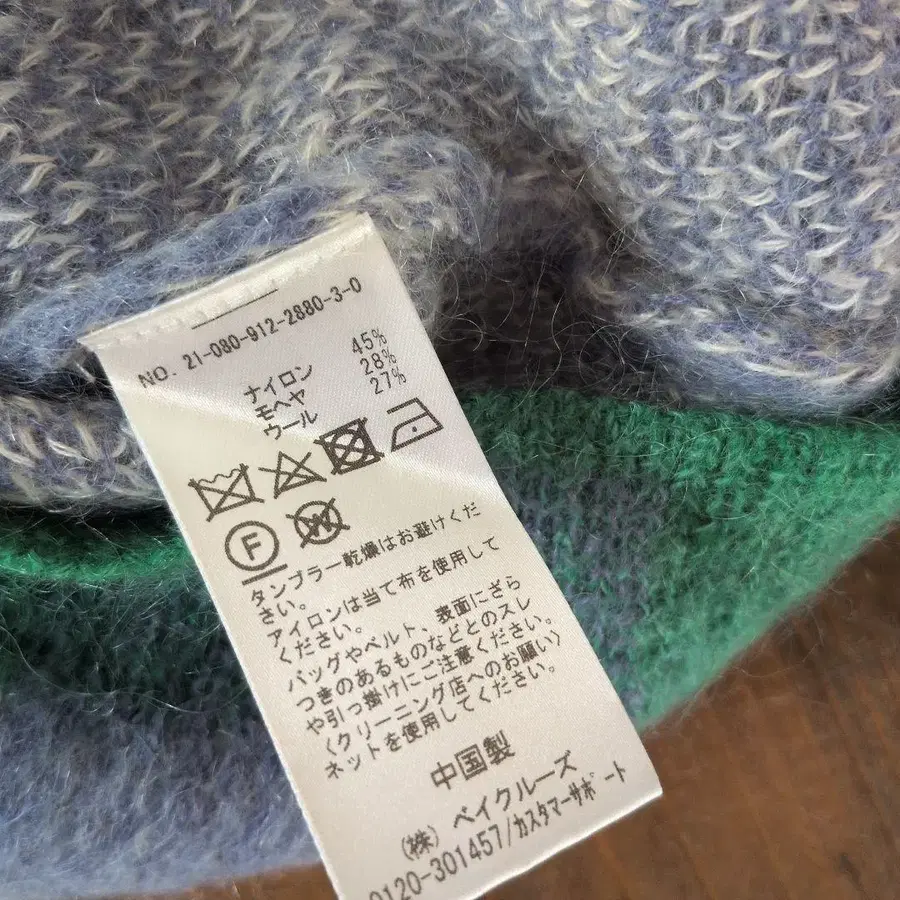 NO. 21-080-912-2880-3-0
ナイロン 45%
モヘヤ 28%
ウール 27%
F W
タンブラー乾燥はお避けくだ
さい。
アイロンは当て布を使用して
ください。
バッグやベルト、表面にざら
つきのあるものなどとのスレ
や引っ掛けにご注意ください。
〈クリーニング店へのお願い〉
ネットを使用してください。
中国製
(株) ベイクルーズ
0120-301457/カスタマーサポート